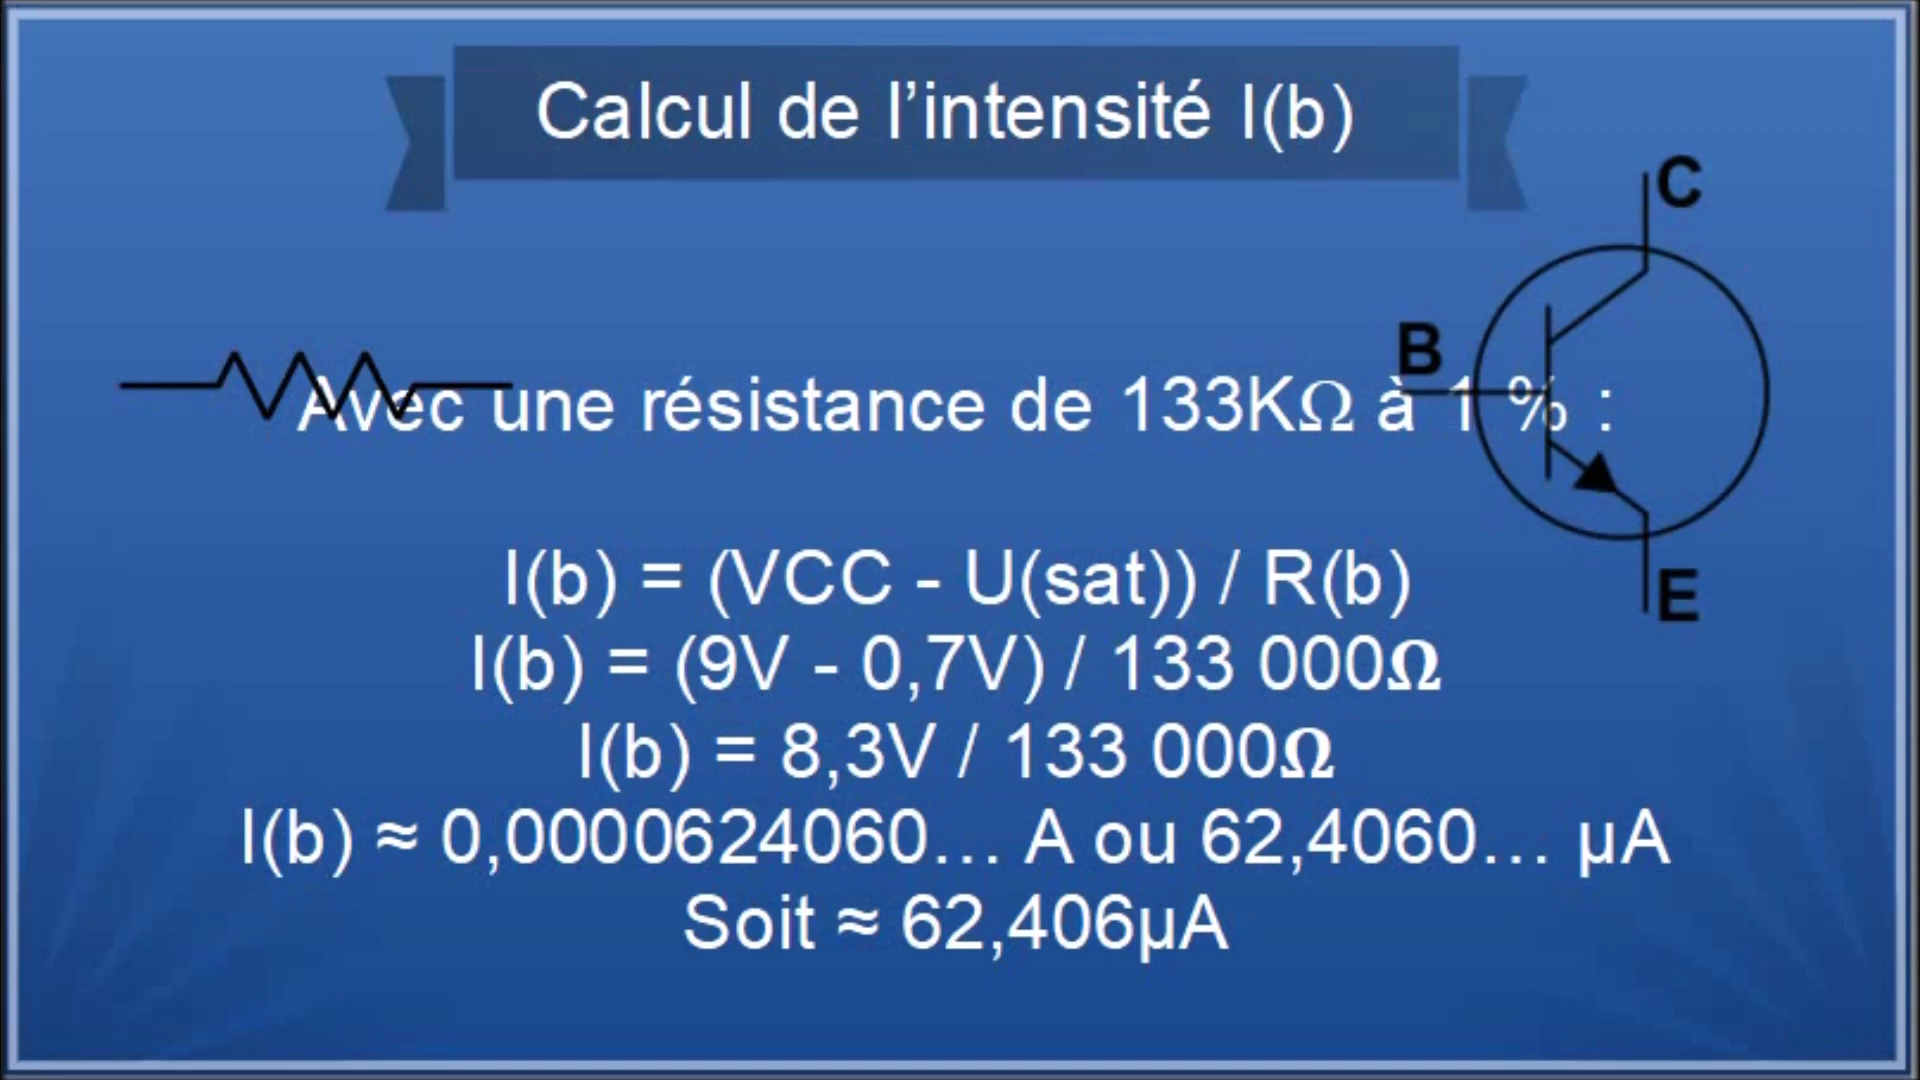 Calcul de l’intensité I(b)
C
B
Avec une résistance de 133KΩ à 1 % :
E
I(b) = (VCC - U(sat)) / R(b)
I(b) = (9V - 0,7V) / 133 000Ω
I(b) = 8,3V / 133 000Ω
I(b) ≈ 0,0000624060… A ou 62,4060… µA
Soit ≈ 62,406µA